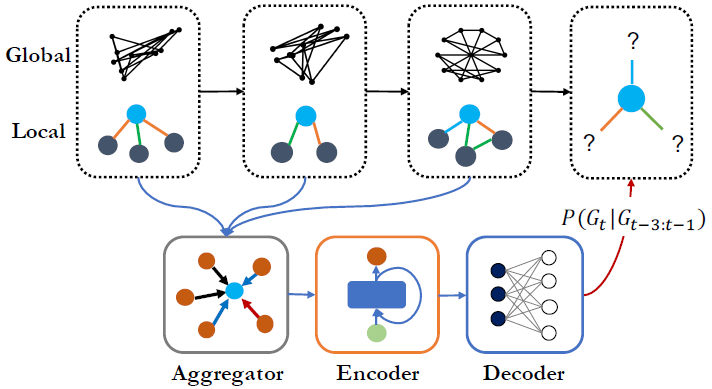 Global
?
Local
?
?
P(G_t|G_{t-3:t-1})
Aggregator
Encoder
Decoder